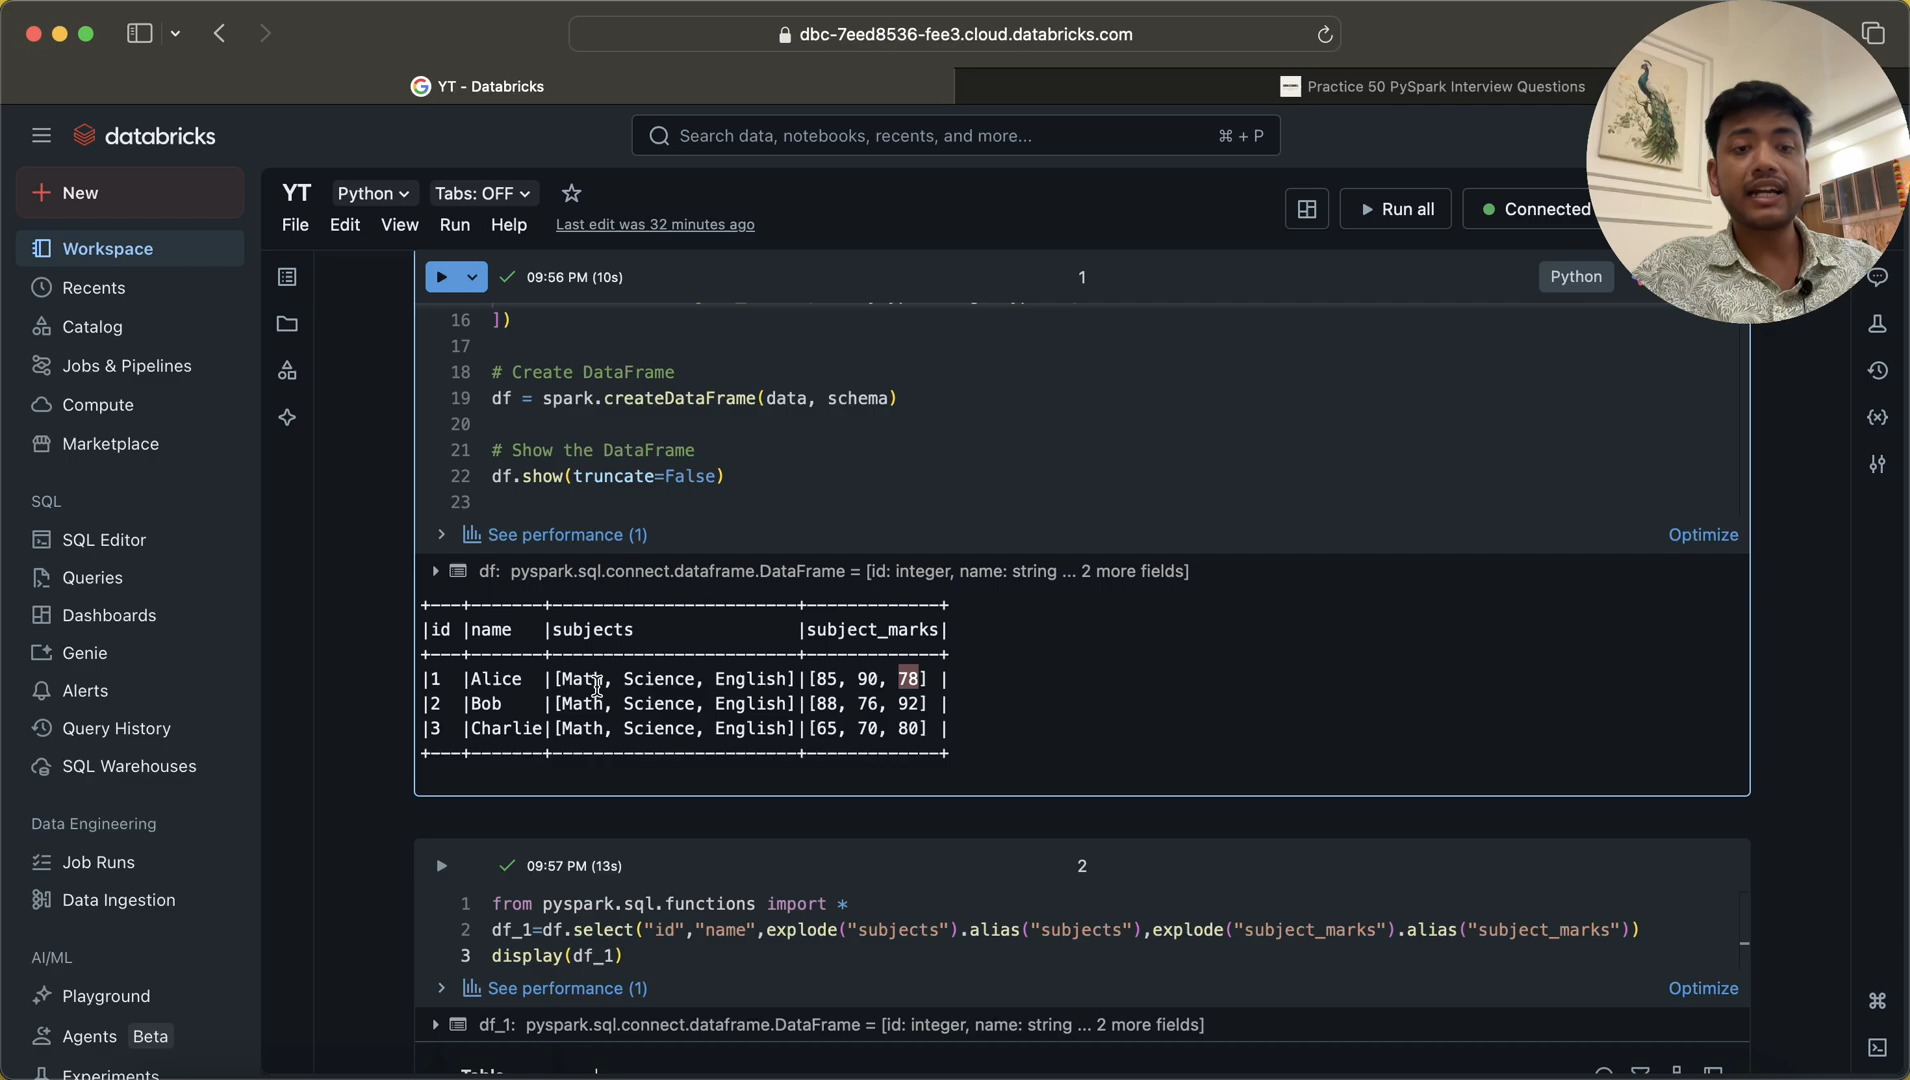 dbc-7eed8536-fee3.cloud.databricks.com
YT - Databricks
Practice 50 PySpark Interview Questions
databricks
Search data, notebooks, recents, and more...
⌘ + P
New
Workspace
Recents
Catalog
Jobs & Pipelines
Compute
Marketplace
SQL
SQL Editor
Queries
Dashboards
Genie
Alerts
Query History
SQL Warehouses
Data Engineering
Job Runs
Data Ingestion
AI/ML
Playground
Agents Beta
Experiments
YT Python Tabs: OFF
File Edit View Run Help Last edit was 32 minutes ago
Run all
Connected
09:56 PM (10s)
1
Python
16 ])
17
18 # Create DataFrame
19 df = spark.createDataFrame(data, schema)
20
21 # Show the DataFrame
22 df.show(truncate=False)
23
See performance (1)
Optimize
df: pyspark.sql.connect.dataframe.DataFrame = [id: integer, name: string ... 2 more fields]
+---+-------+------------------------+-------------+
|id |name   |subjects                |subject_marks|
+---+-------+------------------------+-------------+
|1  |Alice  |[Math, Science, English]|[85, 90, 78] |
|2  |Bob    |[Math, Science, English]|[88, 76, 92] |
|3  |Charlie|[Math, Science, English]|[65, 70, 80] |
+---+-------+------------------------+-------------+
09:57 PM (13s)
2
1 from pyspark.sql.functions import *
2 df_1=df.select("id","name",explode("subjects").alias("subjects"),explode("subject_marks").alias("subject_marks"))
3 display(df_1)
See performance (1)
Optimize
df_1: pyspark.sql.connect.dataframe.DataFrame = [id: integer, name: string ... 2 more fields]